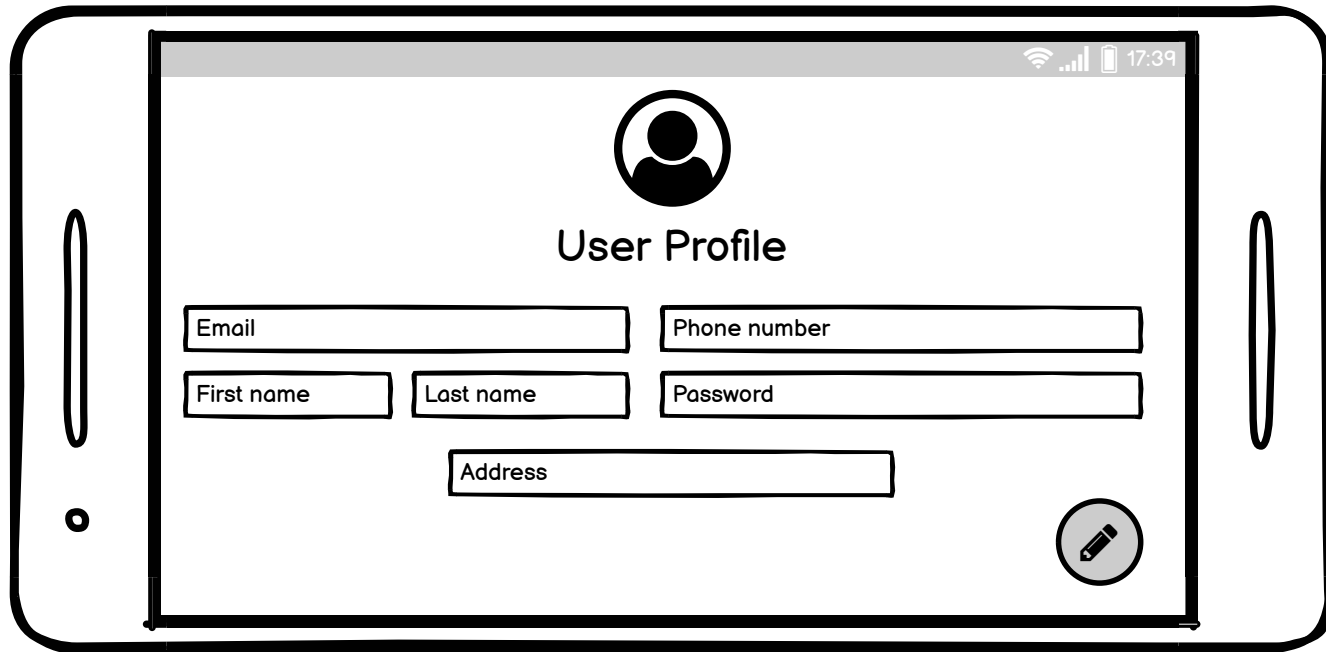 17:39
User Profile
Email
Phone number
First name
Last name
Password
Address